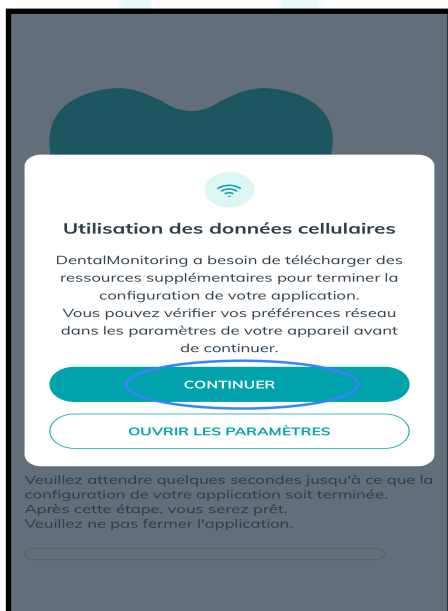 Utilisation des données cellulaires
DentalMonitoring a besoin de télécharger des
ressources supplémentaires pour terminer la
configuration de votre application.
Vous pouvez vérifier vos préférences réseau
dans les paramètres de votre appareil avant
de continuer.
CONTINUER
OUVRIR LES PARAMÈTRES
Veuillez attendre quelques secondes jusqu'à ce que la
configuration de votre application soit terminée.
Après cette étape, vous serez prêt.
Veuillez ne pas fermer l'application.